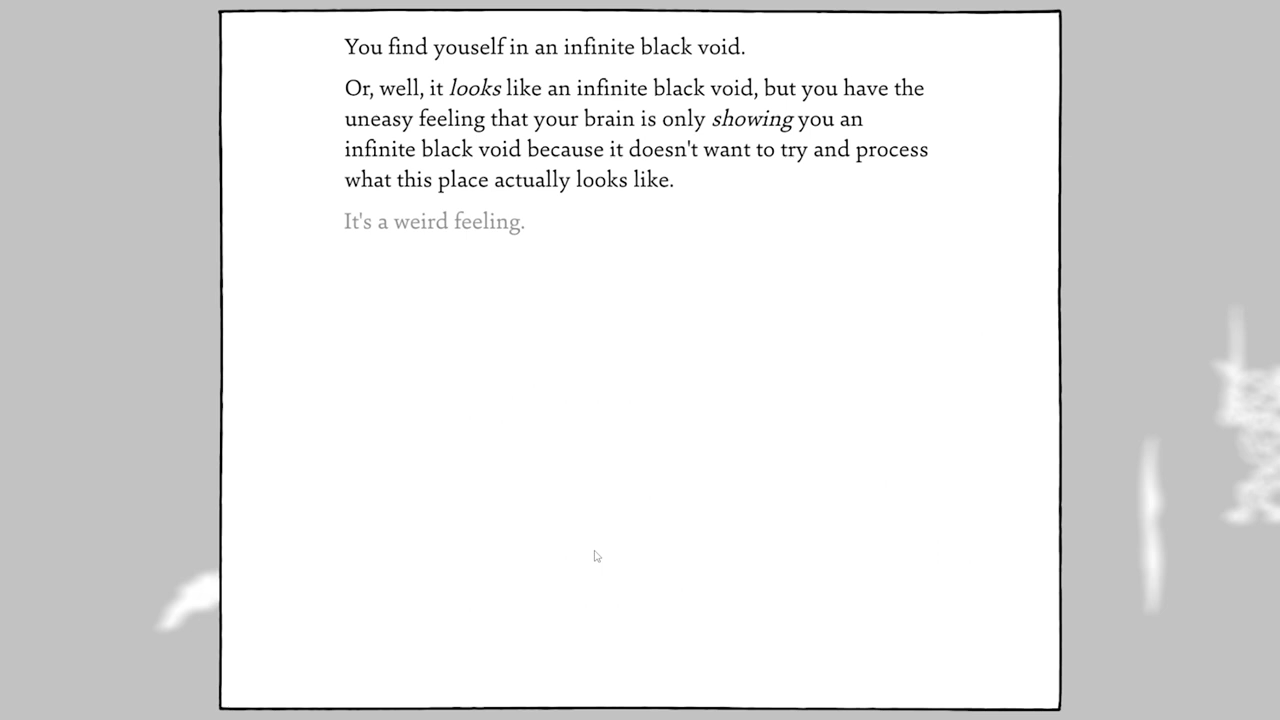 You find youself in an infinite black void.
Or, well, it looks like an infinite black void, but you have the
uneasy feeling that your brain is only showing you an
infinite black void because it doesn't want to try and process
what this place actually looks like.
It's a weird feeling.